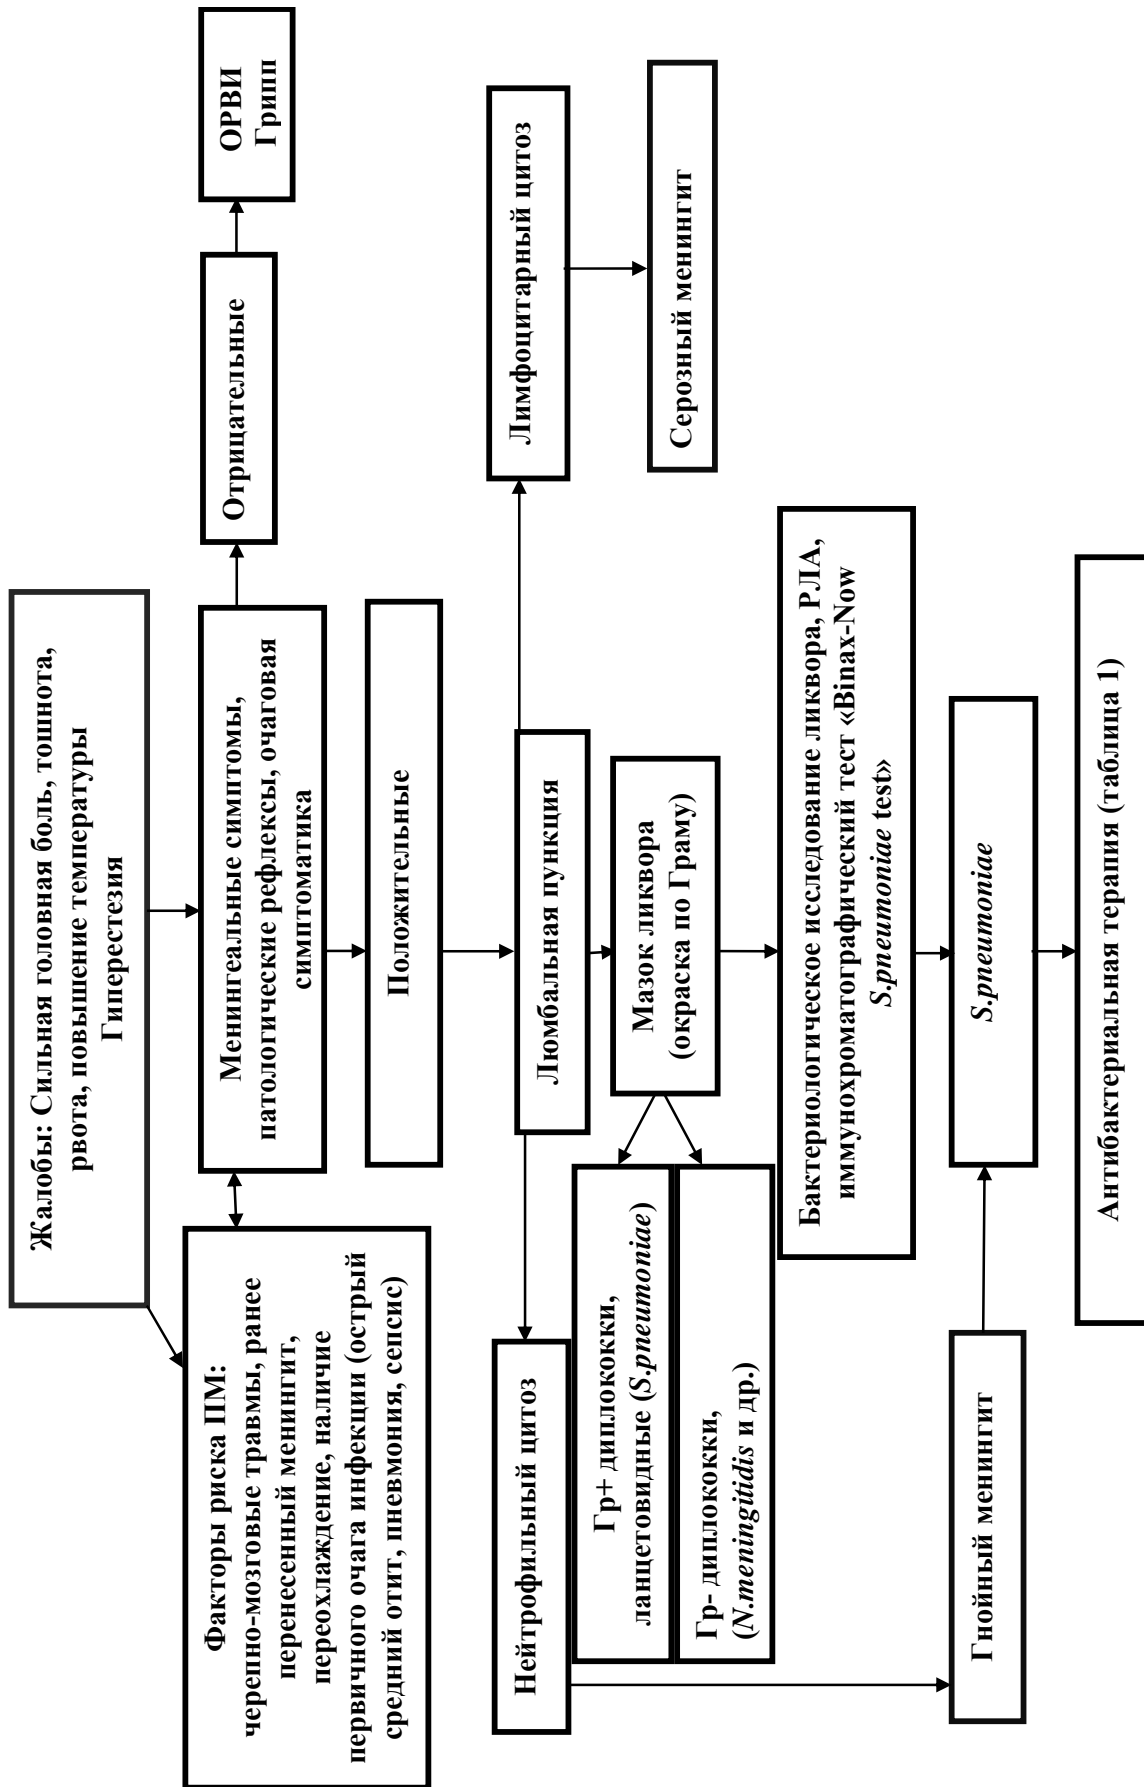 Жалобы: Сильная головная боль, тошнота,
рвота, повышение температуры
Гиперестезия
Факторы риска ПМ:
черепно-мозговые травмы, ранее
перенесенный менингит,
переохлаждение, наличие
первичного очага инфекции (острый
средний отит, пневмония, сепсис)
Менингеальные симптомы,
патологические рефлексы, очаговая
симптоматика
Отрицательные
ОРВИ
Грипп
Положительные
Люмбальная пункция
Нейтрофильный цитоз
Лимфоцитарный цитоз
Гр+ диплококки,
ланцетовидные (S.pneumoniae)
Мазок ликвора
(окраска по Граму)
Серозный менингит
Гр- диплококки,
(N.meningitidis и др.)
Бактериологическое исследование ликвора, РЛА,
иммунохроматографический тест «Binax-Now
S.pneumoniae test»
Гнойный менингит
S.pneumoniae
Антибактериальная терапия (таблица 1)